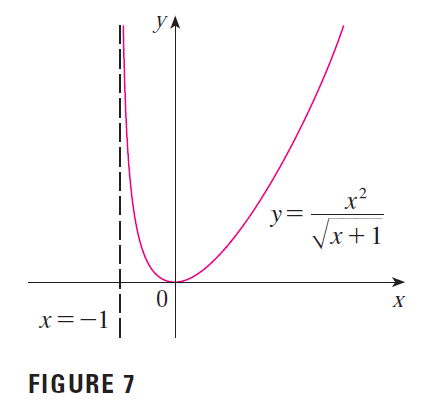 y
y = x² / √(x + 1)
0
x
x = −1
FIGURE 7